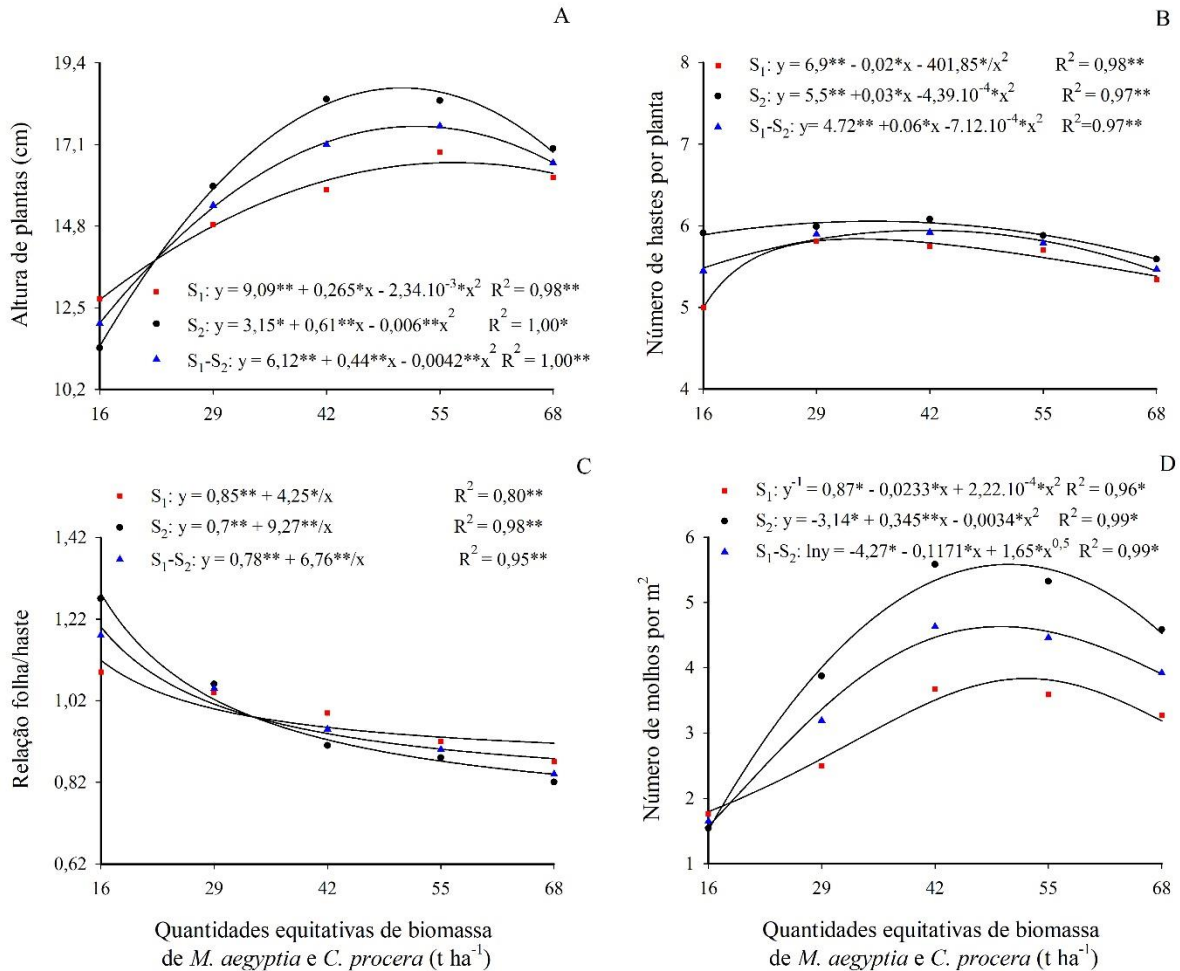 A
19,4
17,1
14,8
12,5
10,2
Altura de plantas (cm)
S₁: y = 9,09** + 0,265*x - 2,34.10⁻³*x² R² = 0,98**
S₂: y = 3,15* + 0,61**x - 0,006**x² R² = 1,00*
S₁-S₂: y = 6,12** + 0,44**x - 0,0042**x² R² = 1,00**
16 29 42 55 68
B
8
7
6
5
4
Número de hastes por planta
S₁: y = 6,9** - 0,02*x - 401,85*/x² R² = 0,98**
S₂: y = 5,5** +0,03*x -4,39.10⁻⁴*x² R² = 0,97**
S₁-S₂: y= 4.72** +0.06*x -7.12.10⁻⁴*x² R²=0.97**
16 29 42 55 68
C
S₁: y = 0,85** + 4,25*/x R² = 0,80**
S₂: y = 0,7** + 9,27**/x R² = 0,98**
S₁-S₂: y = 0,78** + 6,76**/x R² = 0,95**
1,42
1,22
1,02
0,82
0,62
Relação folha/haste
16 29 42 55 68
Quantidades equitativas de biomassa
de M. aegyptia e C. procera (t ha⁻¹)
D
S₁: y⁻¹ = 0,87* - 0,0233*x + 2,22.10⁻⁴*x² R² = 0,96*
S₂: y = -3,14* + 0,345**x - 0,0034*x² R² = 0,99*
S₁-S₂: lny = -4,27* - 0,1171*x + 1,65*x⁰,⁵ R² = 0,99*
6
5
4
3
2
1
Número de molhos por m²
16 29 42 55 68
Quantidades equitativas de biomassa
de M. aegyptia e C. procera (t ha⁻¹)